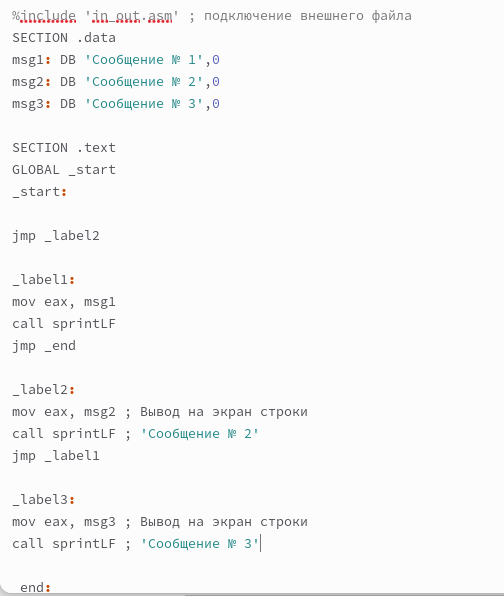 %include 'in_out.asm' ; подключение внешнего файла
SECTION .data
msg1: DB 'Сообщение № 1',0
msg2: DB 'Сообщение № 2',0
msg3: DB 'Сообщение № 3',0
SECTION .text
GLOBAL _start
_start:
jmp _label2
_label1:
mov eax, msg1
call sprintLF
jmp _end
_label2:
mov eax, msg2 ; Вывод на экран строки
call sprintLF ; 'Сообщение № 2'
jmp _label1
_label3:
mov eax, msg3 ; Вывод на экран строки
call sprintLF ; 'Сообщение № 3'
end: